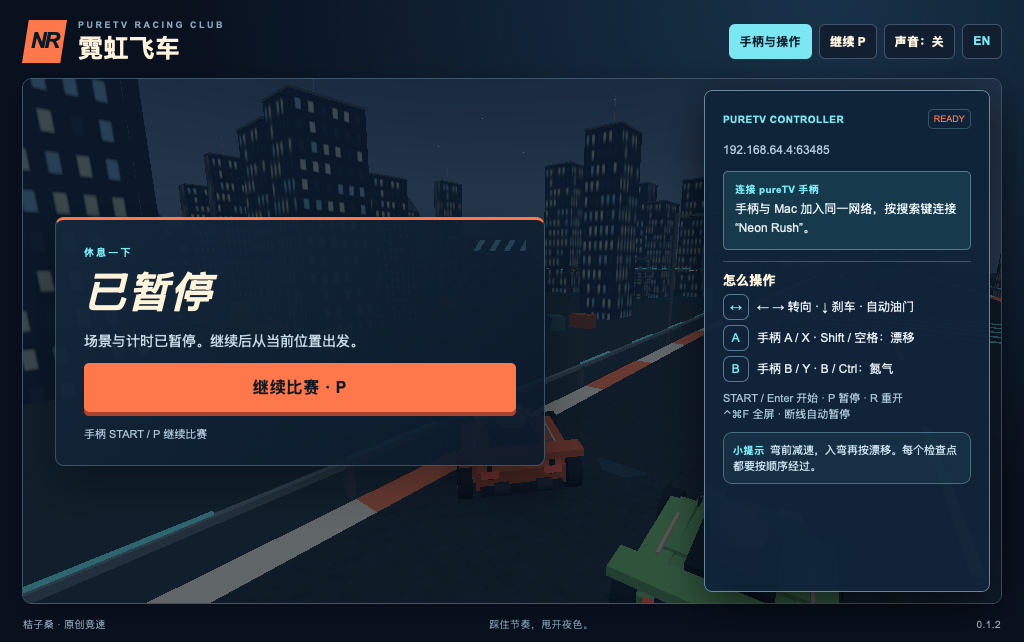 NR
PURETV RACING CLUB
霓虹飞车
手柄与操作
继续 P
声音：关
EN
休息一下
已暂停
场景与计时已暂停。继续后从当前位置出发。
继续比赛 · P
手柄 START / P 继续比赛
PURETV CONTROLLER
READY
192.168.64.4:63485
连接 pureTV 手柄
手柄与 Mac 加入同一网络，按搜索键连接
“Neon Rush”。
怎么操作
↔ ← → 转向 · ↓ 刹车 · 自动油门
A 手柄 A / X · Shift / 空格：漂移
B 手柄 B / Y · B / Ctrl：氮气
START / Enter 开始 · P 暂停 · R 重开
^⌘F 全屏 · 断线自动暂停
小提示 弯前减速，入弯再按漂移。每个检查点
都要按顺序经过。
桔子桑 · 原创竞速
踩住节奏，甩开夜色。
0.1.2